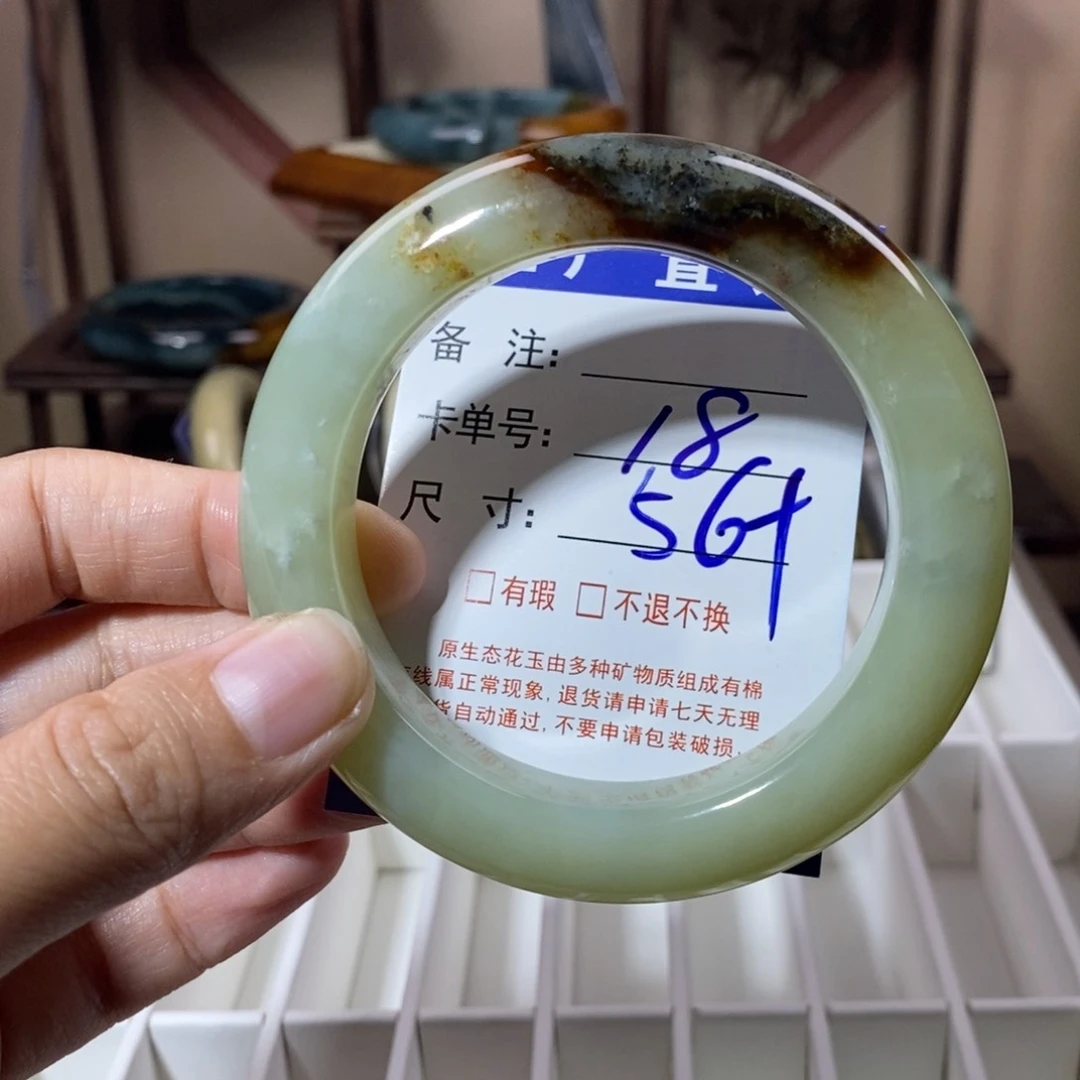 厂直
备 注:
卡单号: 18
尺 寸: 56
□有瑕 □不退不换
原生态花玉由多种矿物质组成有棉
线属正常现象, 退货请申请七天无理
货自动通过, 不要申请包装破损、